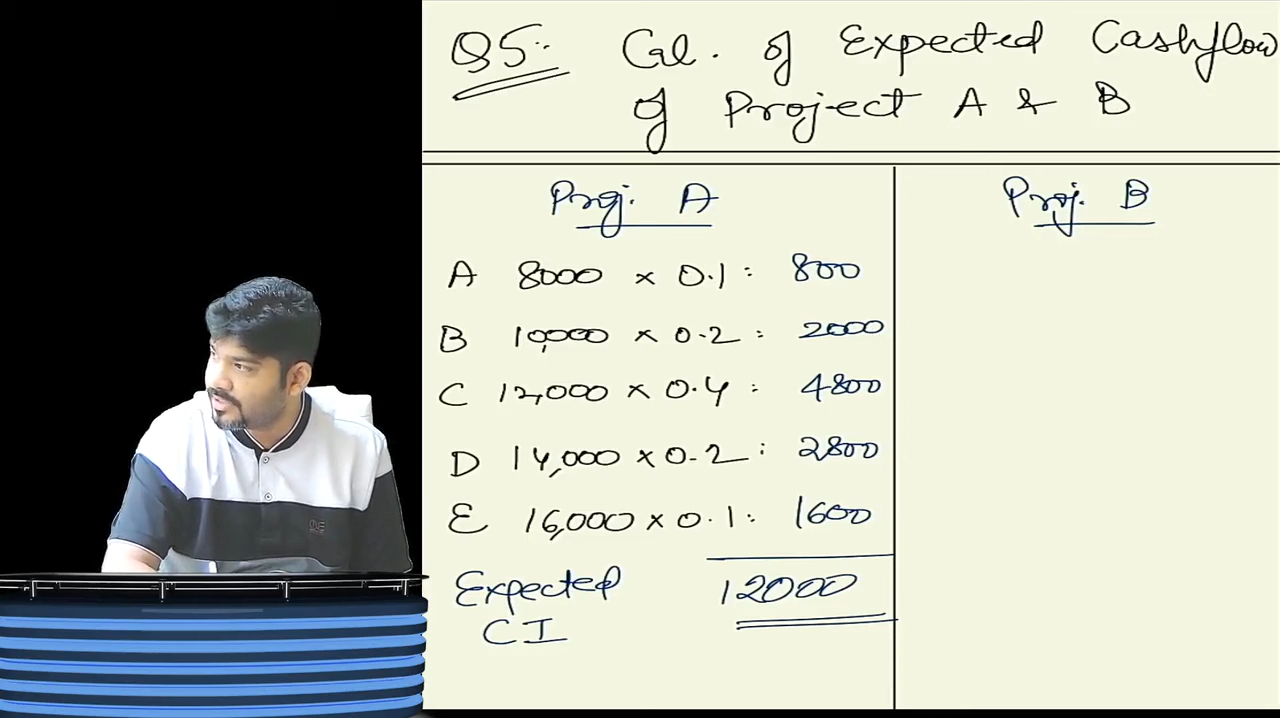 Q5:. Cal. of Expected Cashflow
of Project A & B
Proj. A
A 8000 × 0.1 : 800
B 10,000 × 0.2 : 2000
C 12,000 × 0.4 : 4800
D 14,000 × 0.2 : 2800
E 16,000 × 0.1 : 1600
Expected 12000
CI
Proj. B